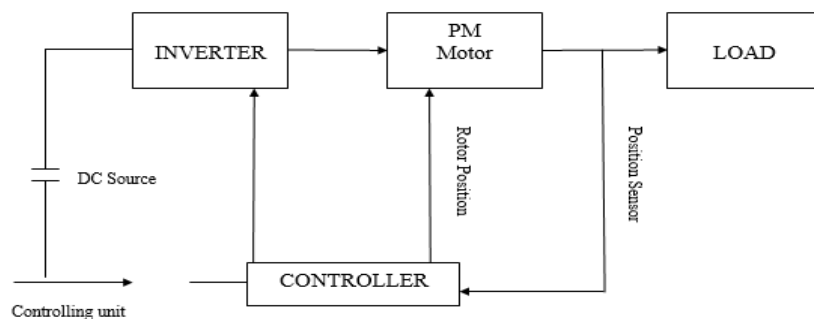 INVERTER
PM
Motor
LOAD
Rotor Position
Position Sensor
DC Source
CONTROLLER
Controlling unit